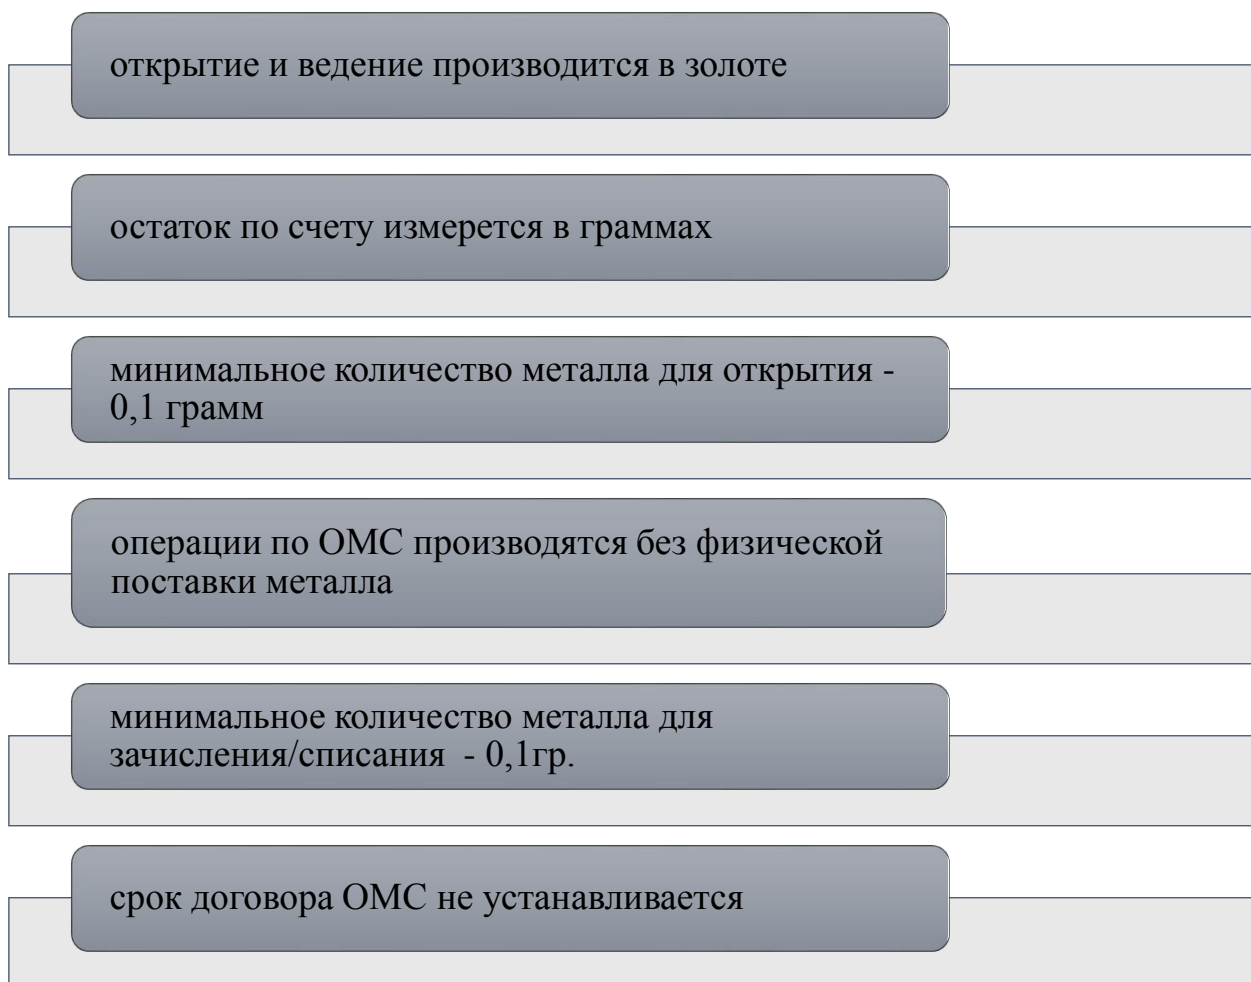 открытие и ведение производится в золоте
остаток по счету измерется в граммах
минимальное количество металла для открытия -
0,1 грамм
операции по ОМС производятся без физической
поставки металла
минимальное количество металла для
зачисления/списания  - 0,1гр.
срок договора ОМС не устанавливается